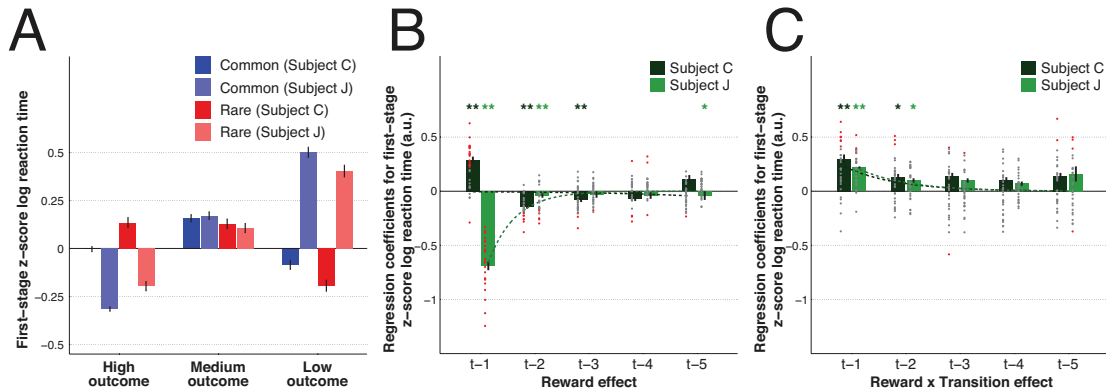 A
First-stage z-score log reaction time
Common (Subject C)
Common (Subject J)
Rare (Subject C)
Rare (Subject J)
0.5
0.25
0
−0.25
−0.5
High outcome
Medium outcome
Low outcome
B
Regression coefficients for first-stage
z-score log reaction time (a.u.)
Subject C
Subject J
** ** ** ** ** *
0.5
0
−0.5
−1
t−1 t−2 t−3 t−4 t−5
Reward effect
C
Regression coefficients for first-stage
z-score log reaction time (a.u.)
Subject C
Subject J
** ** * *
0.5
0
−0.5
−1
t−1 t−2 t−3 t−4 t−5
Reward x Transition effect